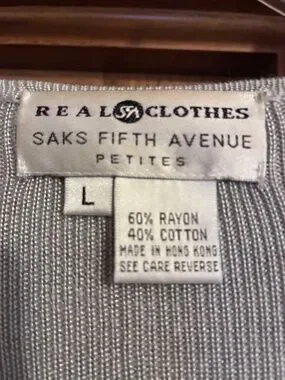 REAL SFA CLOTHES
SAKS FIFTH AVENUE
PETITES
L
60% RAYON
40% COTTON
MADE IN HONG KONG
SEE CARE REVERSE